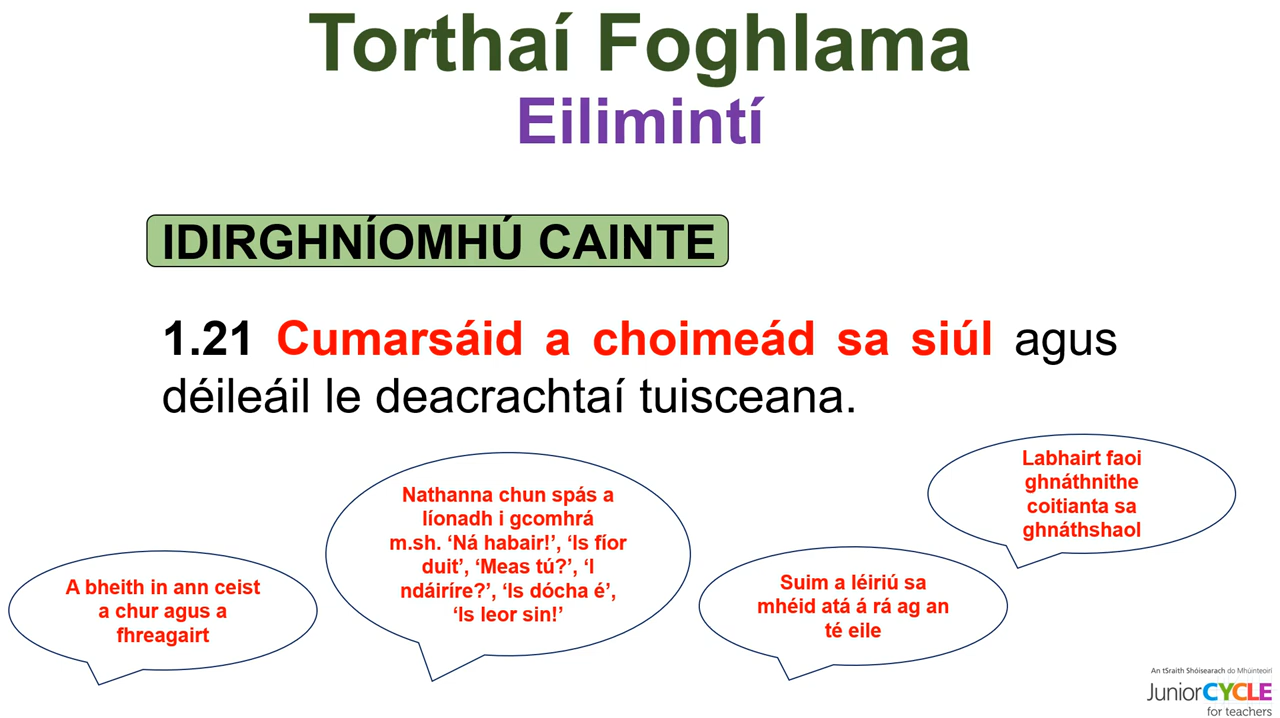 Torthaí Foghlama
Eilimintí
IDIRGHNÍOMHÚ CAINTE
1.21 Cumarsáid a choimeád sa siúl agus
déileáil le deacrachtaí tuisceana.
A bheith in ann ceist
a chur agus a
fhreagairt
Nathanna chun spás a
líonadh i gcomhrá
m.sh. ‘Ná habair!’, ‘Is fíor
duit’, ‘Meas tú?’, ‘I
ndáiríre?’, ‘Is dócha é’,
‘Is leor sin!’
Suim a léiriú sa
mhéid atá á rá ag an
té eile
Labhairt faoi
ghnáthnithe
coitianta sa
ghnáthshaol
An tSraith Shóisearach do Mhúinteoirí
JuniorCYCLE
for teachers